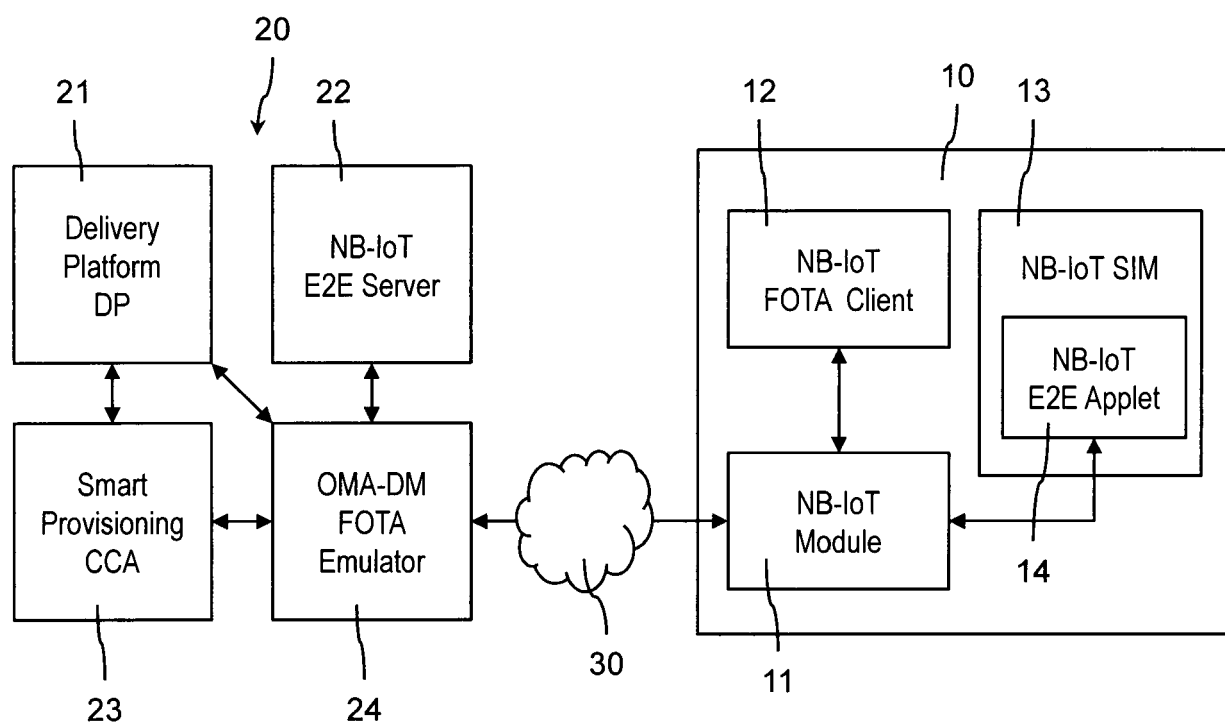 20
21
22
10
12
13
Delivery
Platform
DP
NB-IoT
E2E Server
NB-IoT
FOTA Client
NB-IoT SIM
NB-IoT
E2E Applet
Smart
Provisioning
CCA
OMA-DM
FOTA
Emulator
NB-IoT
Module
14
30
11
23
24